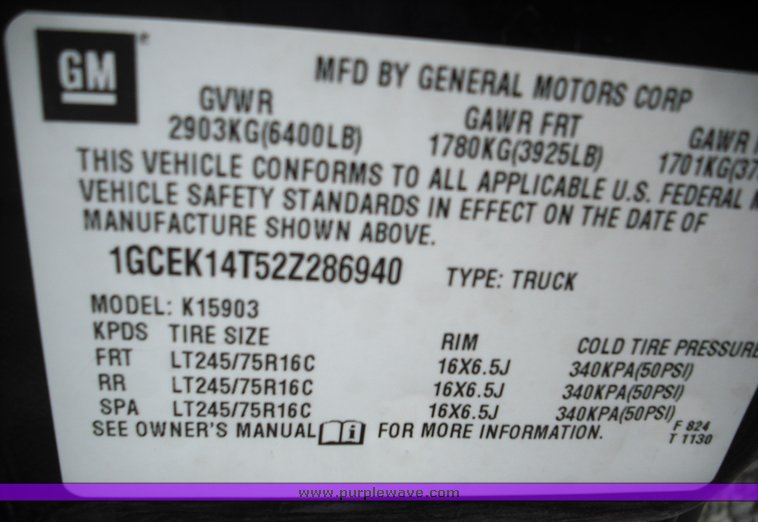 GM®
MFD BY GENERAL MOTORS CORP
GVWR GAWR FRT GAWR
2903KG(6400LB) 1780KG(3925LB) 1701KG(37
THIS VEHICLE CONFORMS TO ALL APPLICABLE U.S. FEDERAL
VEHICLE SAFETY STANDARDS IN EFFECT ON THE DATE OF
MANUFACTURE SHOWN ABOVE.
1GCEK14T52Z286940 TYPE: TRUCK
MODEL: K15903
KPDS TIRE SIZE RIM COLD TIRE PRESSURE
FRT LT245/75R16C 16X6.5J 340KPA(50PSI)
RR LT245/75R16C 16X6.5J 340KPA(50PSI)
SPA LT245/75R16C 16X6.5J 340KPA(50PSI)
SEE OWNER'S MANUAL i FOR MORE INFORMATION.
F 824
T 1130
www.purplewave.com